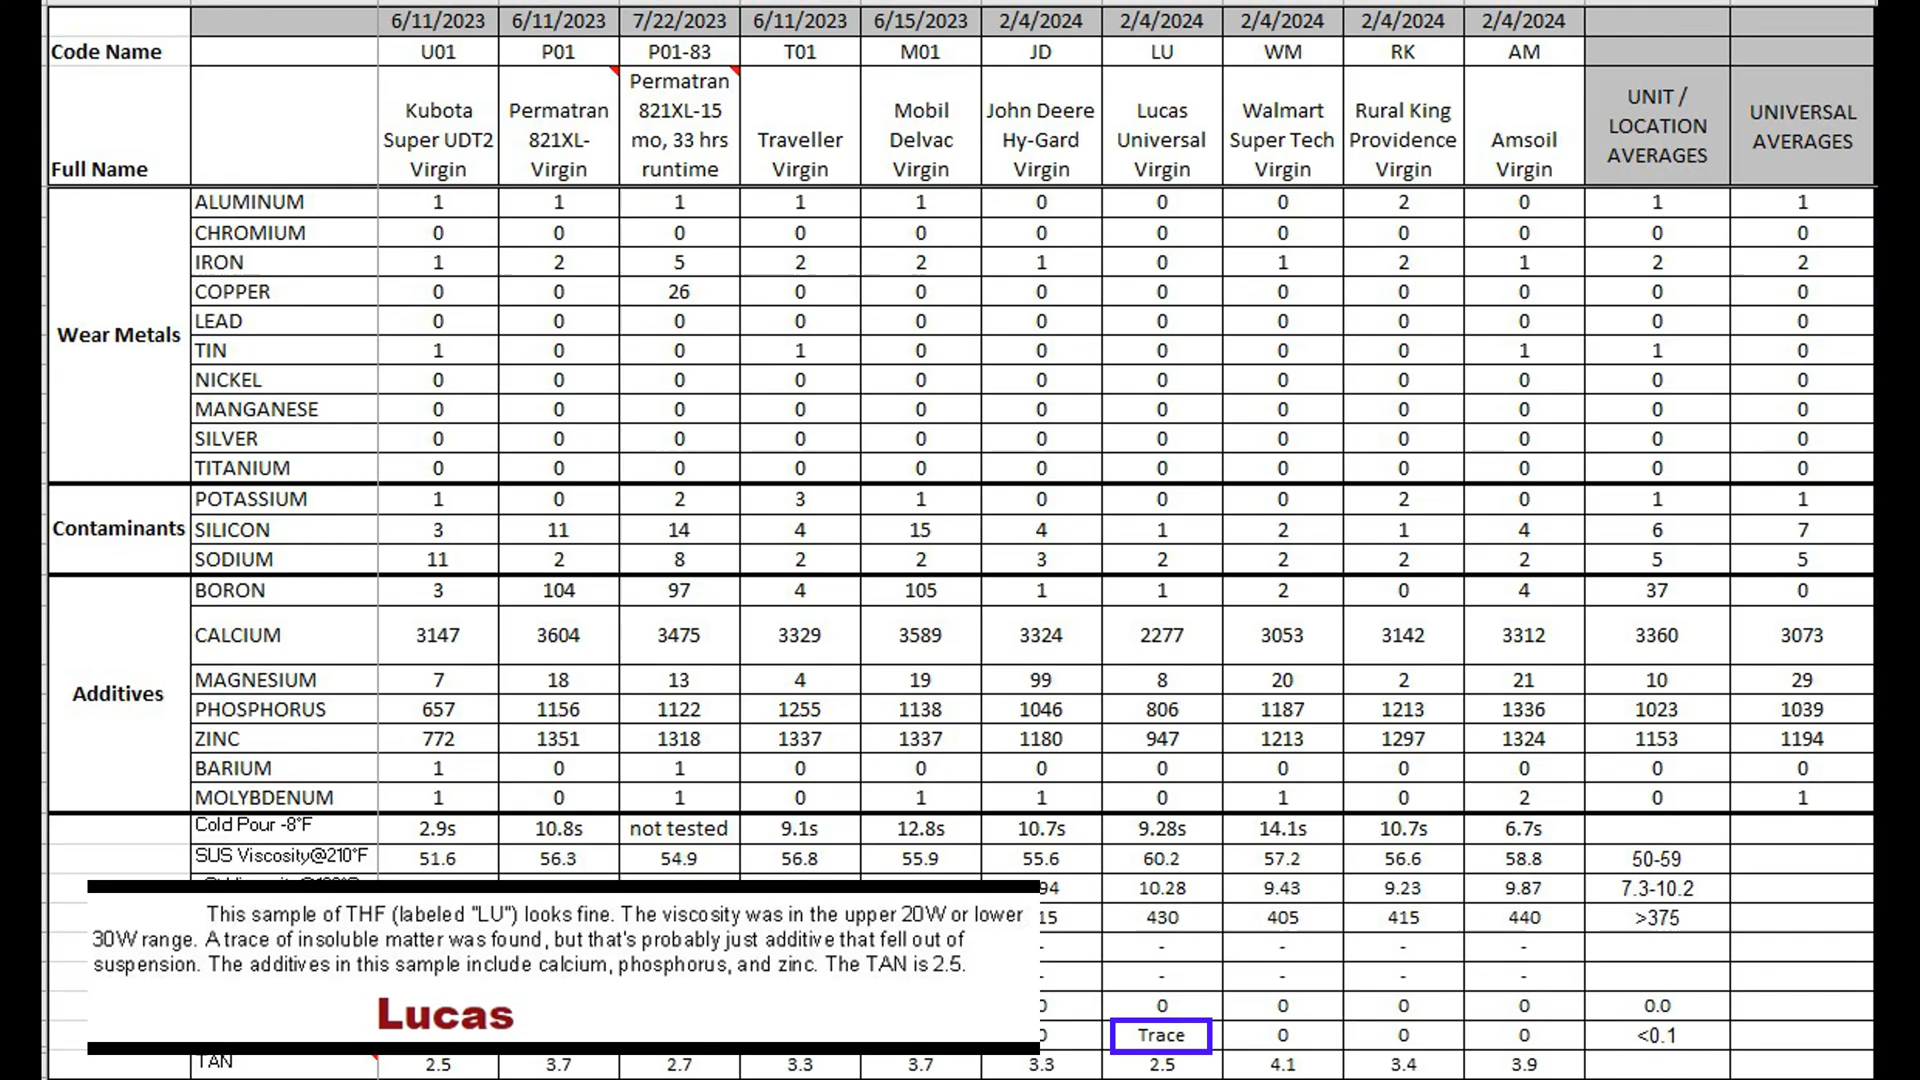 6/11/2023 6/11/2023 7/22/2023 6/11/2023 6/15/2023 2/4/2024 2/4/2024 2/4/2024 2/4/2024 2/4/2024
Code Name U01 P01 P01-83 T01 M01 JD LU WM RK AM
Full Name
Kubota Super UDT2 Virgin
Permatran 821XL- Virgin
Permatran 821XL-15 mo, 33 hrs runtime
Traveller Virgin
Mobil Delvac Virgin
John Deere Hy-Gard Virgin
Lucas Universal Virgin
Walmart Super Tech Virgin
Rural King Providence Virgin
Amsoil Virgin
UNIT / LOCATION AVERAGES
UNIVERSAL AVERAGES
Wear Metals
ALUMINUM 1 1 1 1 1 0 0 0 2 0 1 1
CHROMIUM 0 0 0 0 0 0 0 0 0 0 0 0
IRON 1 2 5 2 2 1 0 1 2 1 2 2
COPPER 0 0 26 0 0 0 0 0 0 0 0 0
LEAD 0 0 0 0 0 0 0 0 0 0 0 0
TIN 1 0 0 1 0 0 0 0 0 1 1 0
NICKEL 0 0 0 0 0 0 0 0 0 0 0 0
MANGANESE 0 0 0 0 0 0 0 0 0 0 0 0
SILVER 0 0 0 0 0 0 0 0 0 0 0 0
TITANIUM 0 0 0 0 0 0 0 0 0 0 0 0
Contaminants
POTASSIUM 1 0 2 3 1 0 0 0 2 0 1 1
SILICON 3 11 14 4 15 4 1 2 1 4 6 7
SODIUM 11 2 8 2 2 3 2 2 2 2 5 5
Additives
BORON 3 104 97 4 105 1 1 2 0 4 37 0
CALCIUM 3147 3604 3475 3329 3589 3324 2277 3053 3142 3312 3360 3073
MAGNESIUM 7 18 13 4 19 99 8 20 2 21 10 29
PHOSPHORUS 657 1156 1122 1255 1138 1046 806 1187 1213 1336 1023 1039
ZINC 772 1351 1318 1337 1337 1180 947 1213 1297 1324 1153 1194
BARIUM 1 0 1 0 0 0 0 0 0 0 0 0
MOLYBDENUM 1 0 1 0 1 1 0 1 0 2 0 1
Cold Pour -8°F 2.9s 10.8s not tested 9.1s 12.8s 10.7s 9.28s 14.1s 10.7s 6.7s
SUS Viscosity@210°F 51.6 56.3 54.9 56.8 55.9 55.6 60.2 57.2 56.6 58.8 50-59
94 10.28 9.43 9.23 9.87 7.3-10.2
15 430 405 415 440 >375
- - - - -
- - - - -
0 0 0 0 0 0.0
0 Trace 0 0 0 <0.1
This sample of THF (labeled "LU") looks fine. The viscosity was in the upper 20W or lower
30W range. A trace of insoluble matter was found, but that's probably just additive that fell out of
suspension. The additives in this sample include calcium, phosphorus, and zinc. The TAN is 2.5.
Lucas
TAN 2.5 3.7 2.7 3.3 3.7 3.3 2.5 4.1 3.4 3.9